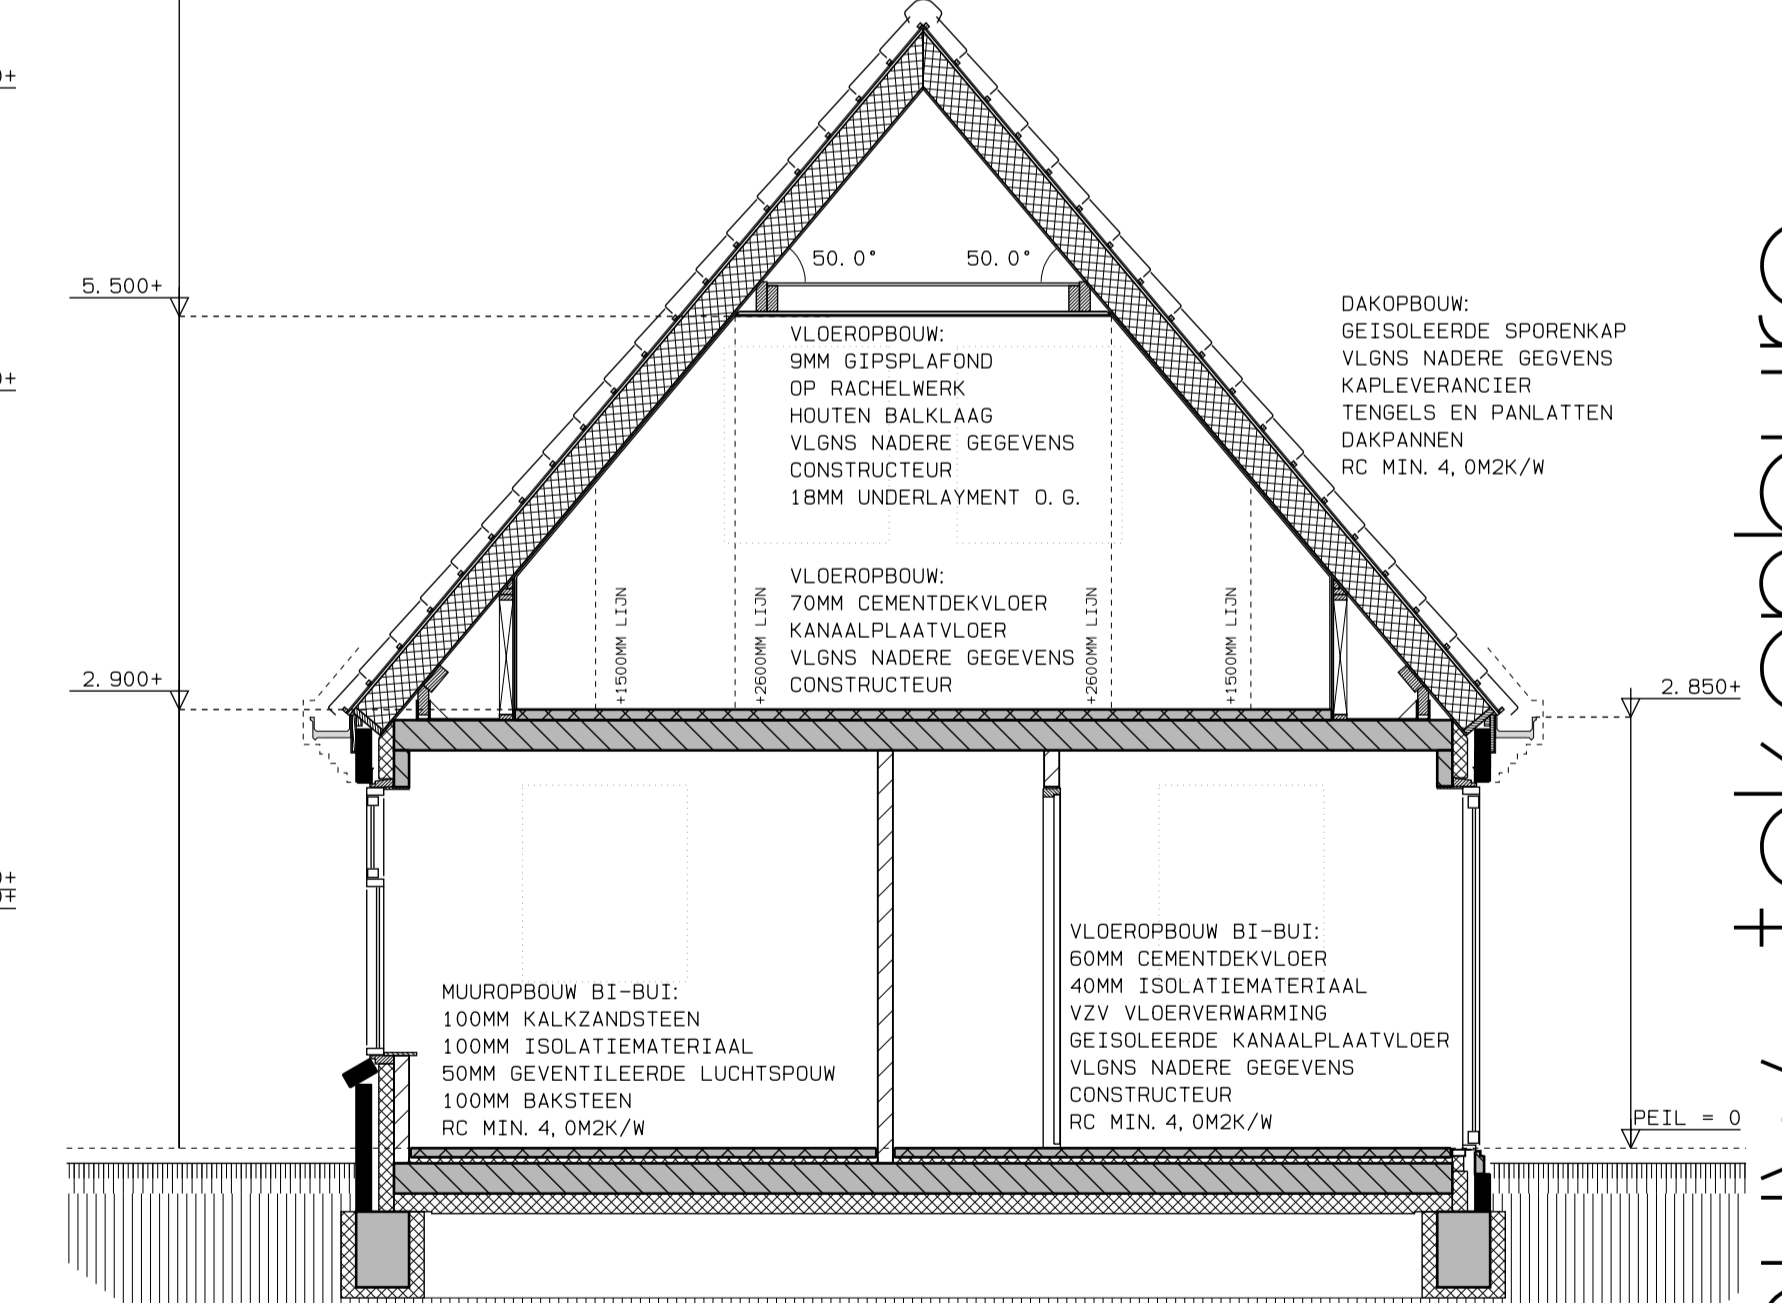 50.0°
50.0°
5.500+
VLOEROPBOUW:
9MM GIPSPLAFOND
OP RACHELWERK
HOUTEN BALKLAAG
VLGNS NADERE GEGEVENS
CONSTRUCTEUR
18MM UNDERLAYMENT O.G.
DAKOPBOUW:
GEISOLEERDE SPORENKAP
VLGNS NADERE GEGVENS
KAPLEVERANCIER
TENGELS EN PANLATTEN
DAKPANNEN
RC MIN. 4,0M2K/W
VLOEROPBOUW:
70MM CEMENTDEKVLOER
KANAALPLAATVLOER
VLGNS NADERE GEGEVENS
CONSTRUCTEUR
+1500MM LIJN
+2600MM LIJN
+2600MM LIJN
+1500MM LIJN
2.900+
2.850+
MUUROPBOUW BI-BUI:
100MM KALKZANDSTEEN
100MM ISOLATIEMATERIAAL
50MM GEVENTILEERDE LUCHTSPOUW
100MM BAKSTEEN
RC MIN. 4,0M2K/W
VLOEROPBOUW BI-BUI:
60MM CEMENTDEKVLOER
40MM ISOLATIEMATERIAAL
VZV VLOERVERWARMING
GEISOLEERDE KANAALPLAATVLOER
VLGNS NADERE GEGEVENS
CONSTRUCTEUR
RC MIN. 4,0M2K/W
PEIL = 0